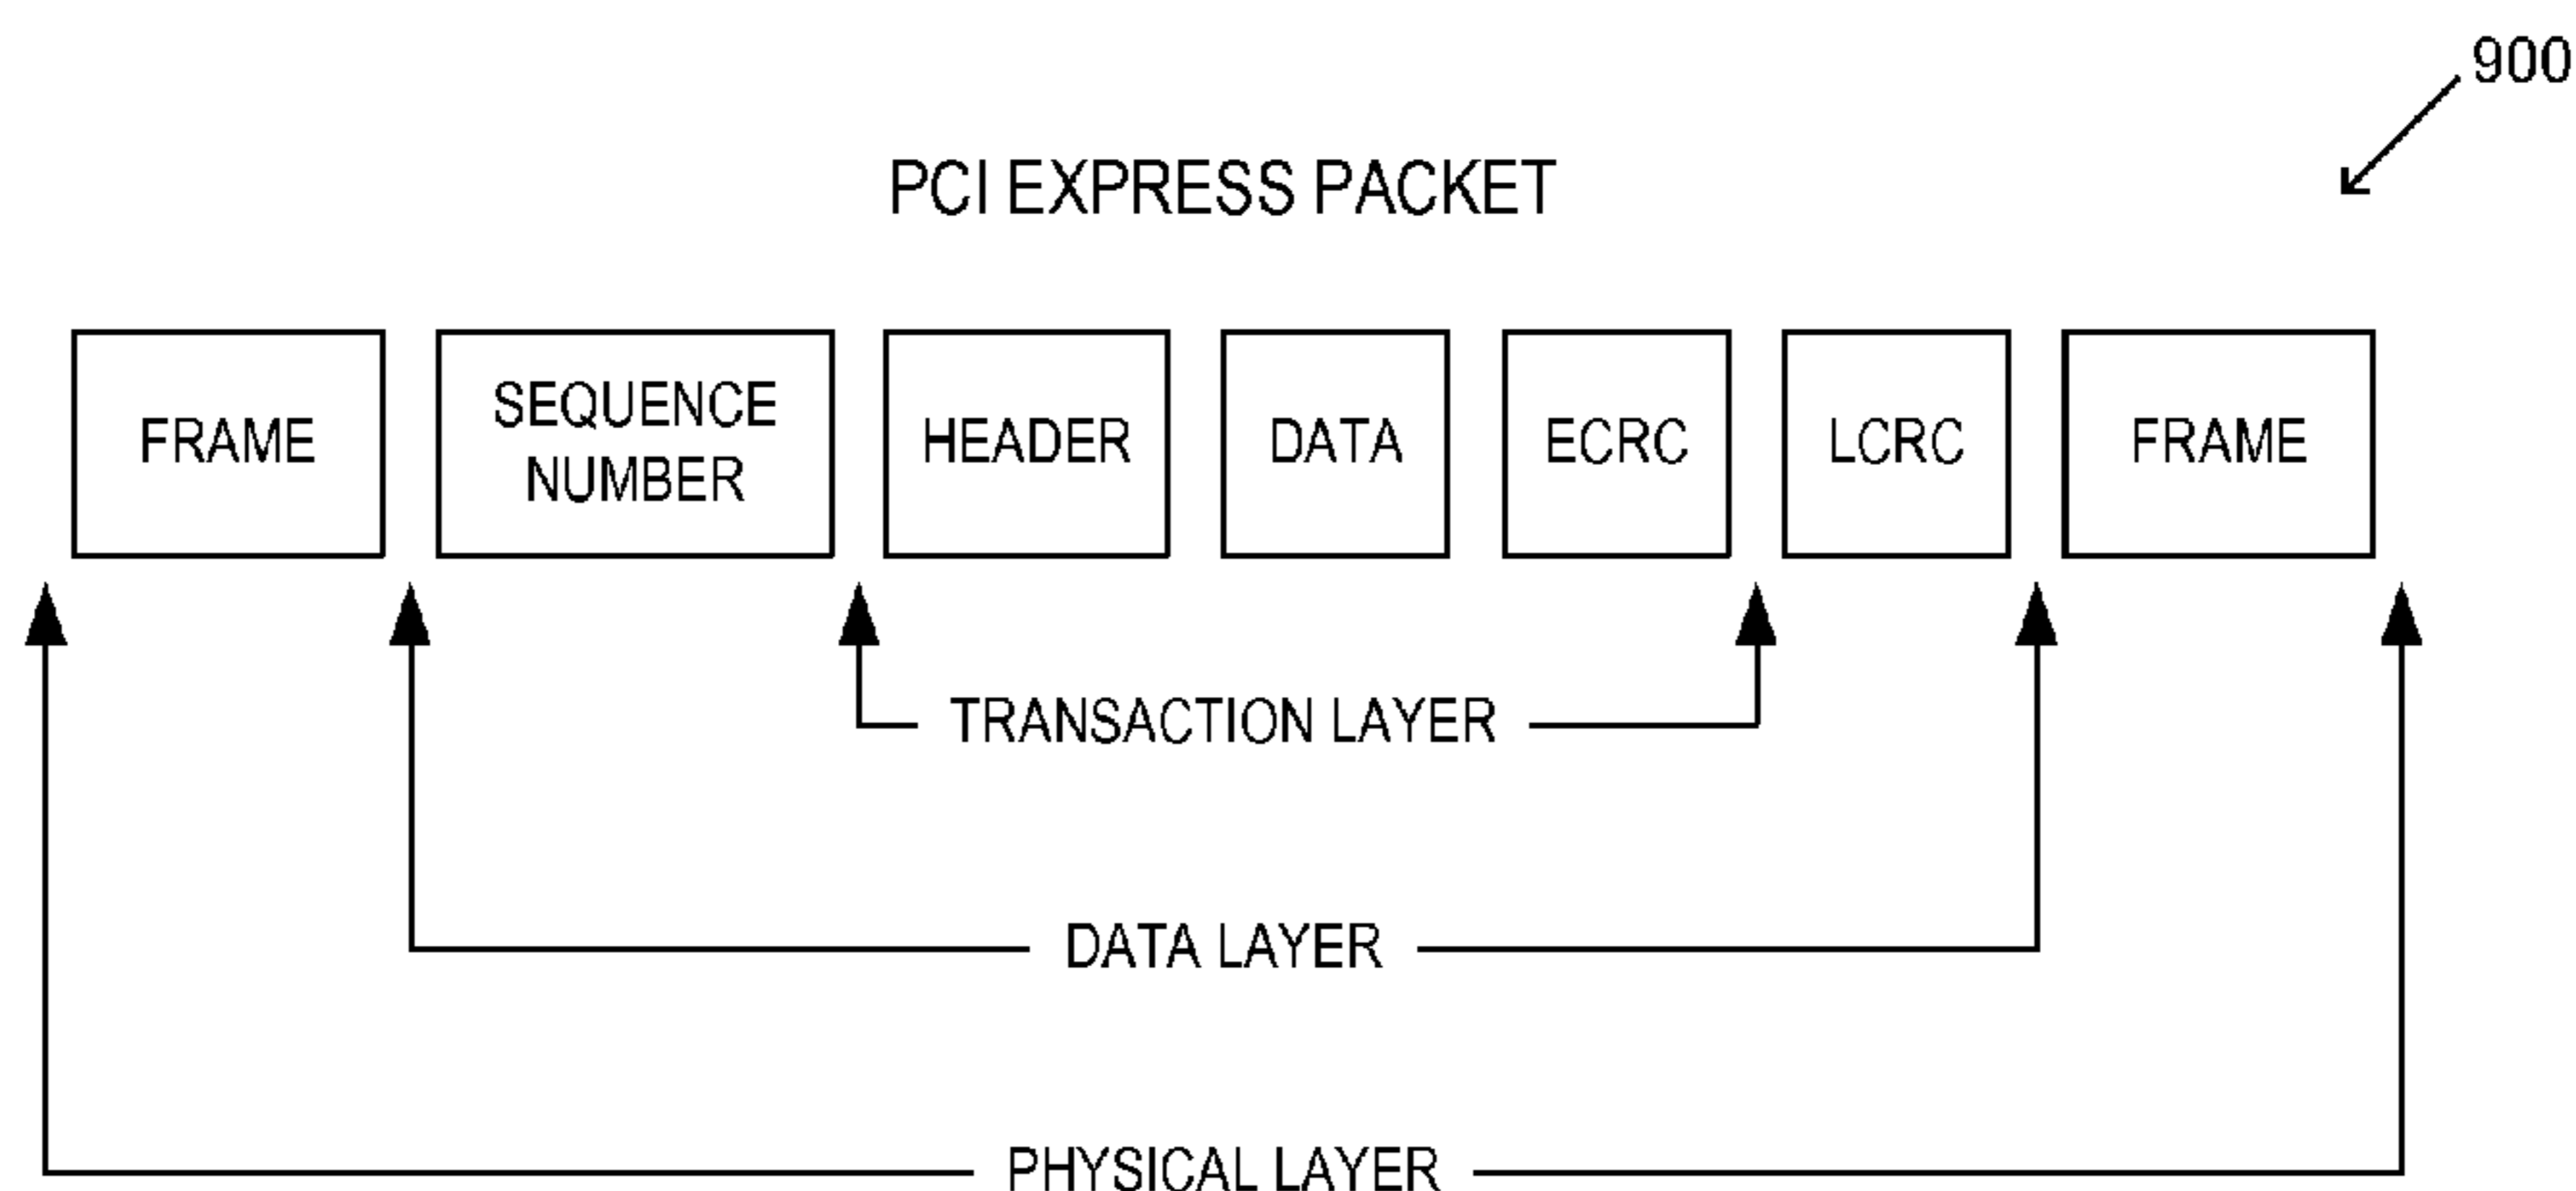 900
PCI EXPRESS PACKET
FRAME
SEQUENCE
NUMBER
HEADER
DATA
ECRC
LCRC
FRAME
TRANSACTION LAYER
DATA LAYER
PHYSICAL LAYER